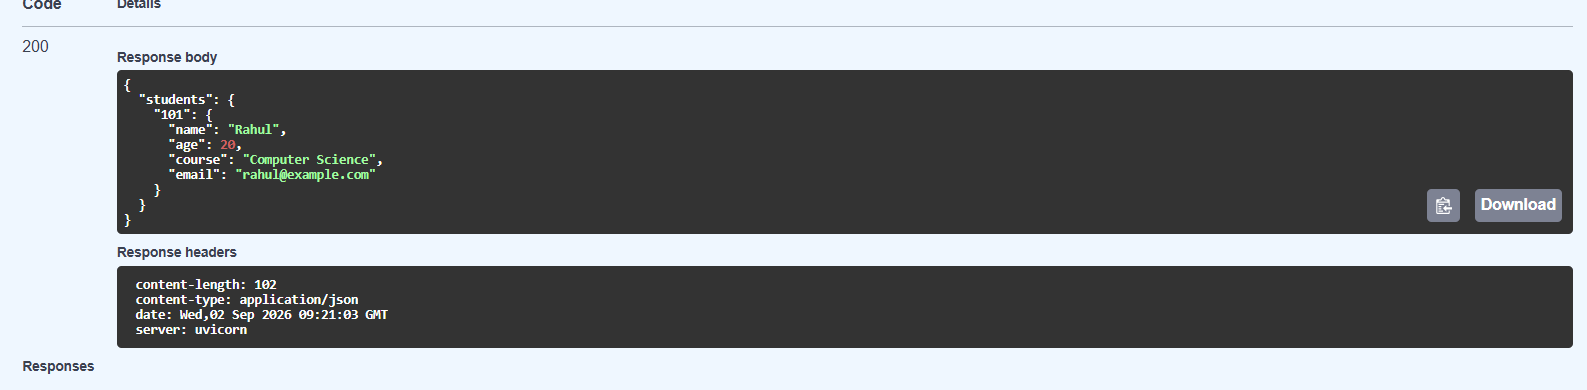 Code Details
200
Response body
{
  "students": {
    "101": {
      "name": "Rahul",
      "age": 20,
      "course": "Computer Science",
      "email": "rahul@example.com"
    }
  }
}
Download
Response headers
content-length: 102
content-type: application/json
date: Wed,02 Sep 2026 09:21:03 GMT
server: uvicorn
Responses